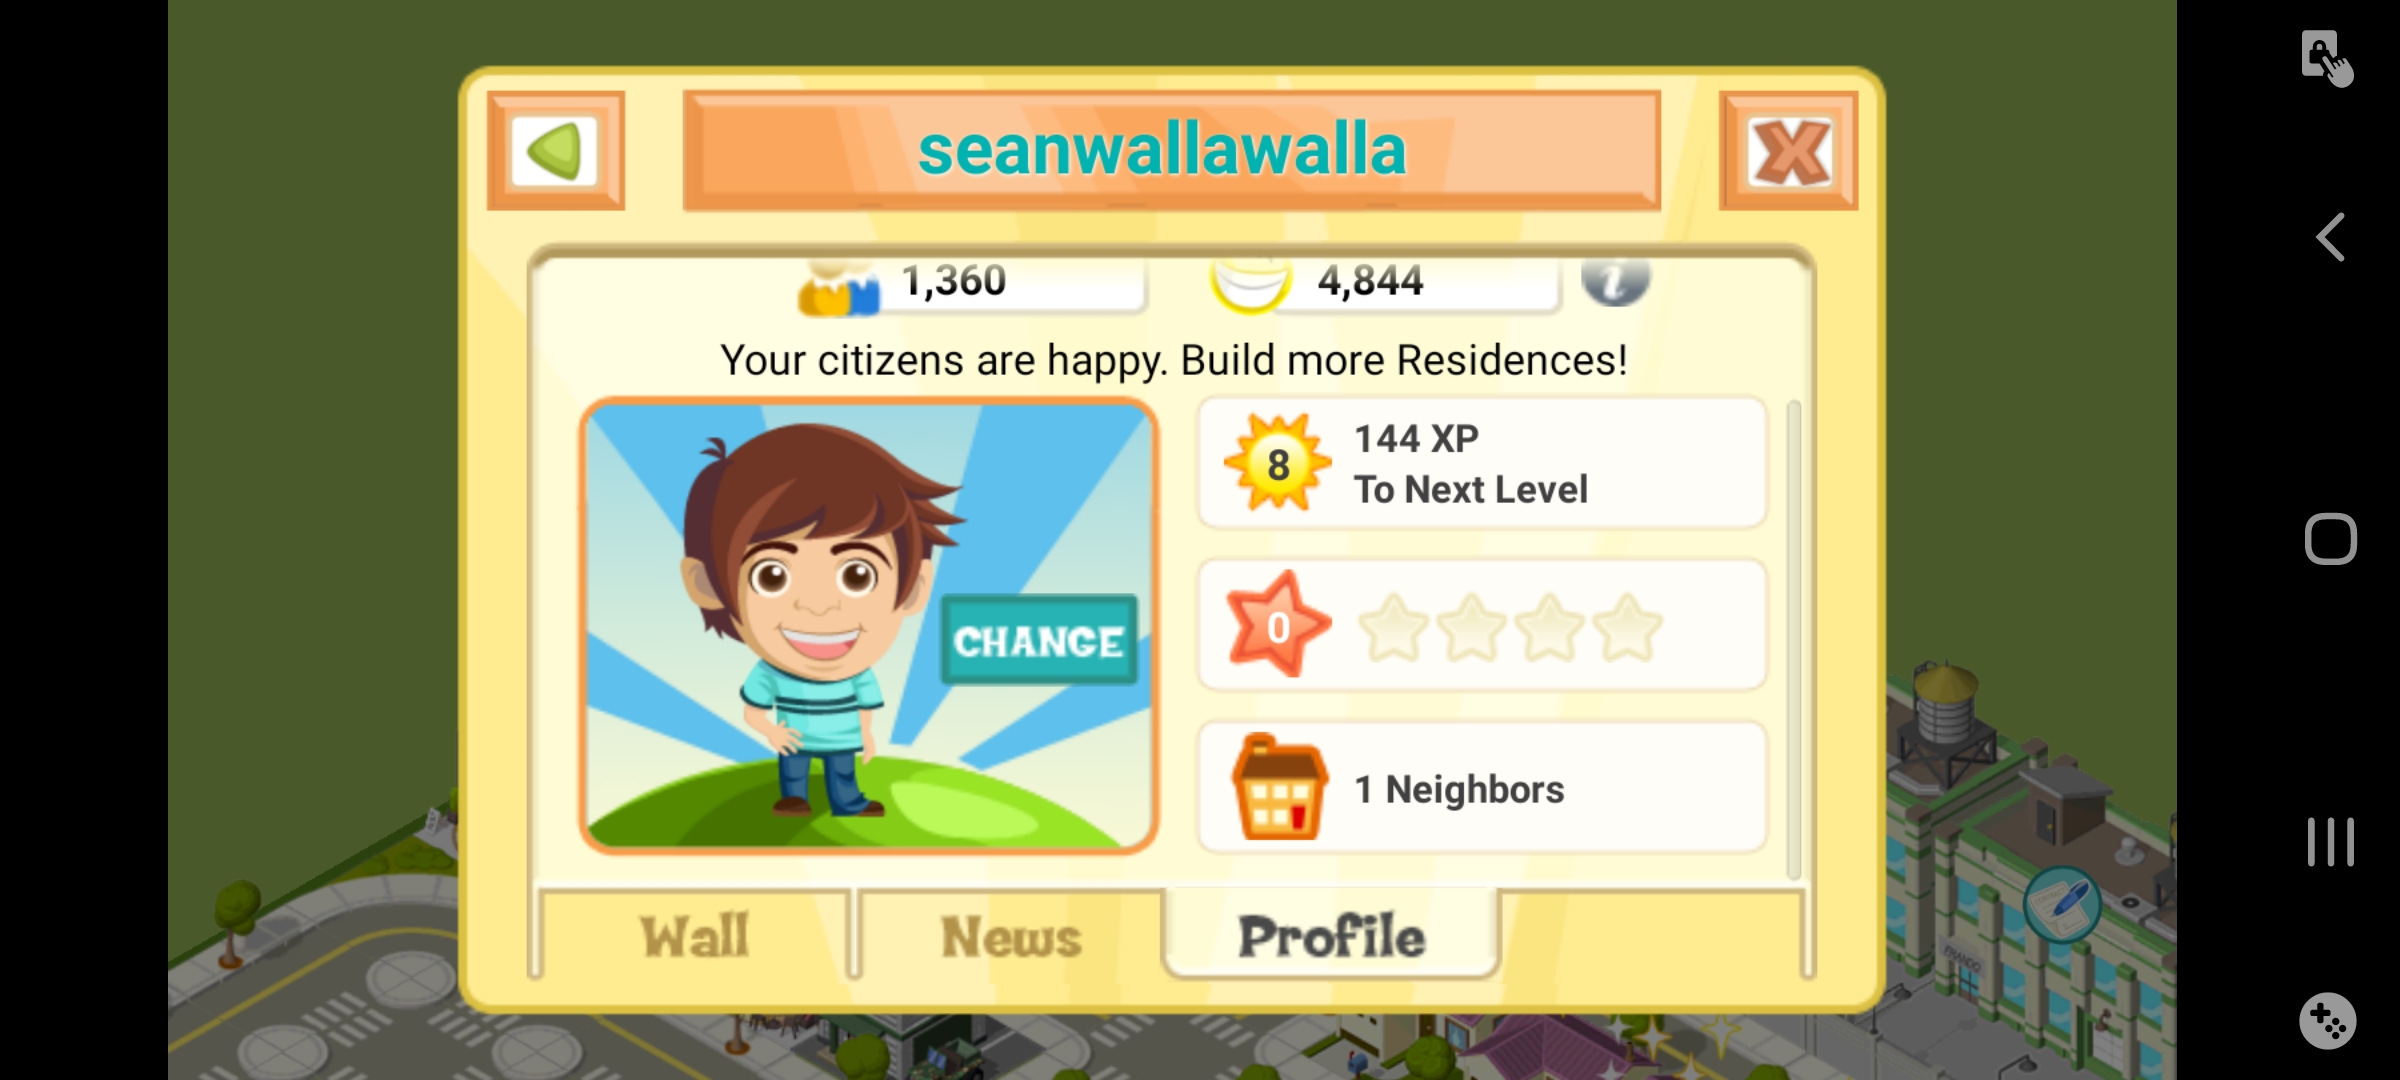 seanwallawalla
1,360
4,844
i
Your citizens are happy. Build more Residences!
8
144 XP
To Next Level
CHANGE
0
1 Neighbors
Wall
News
Profile